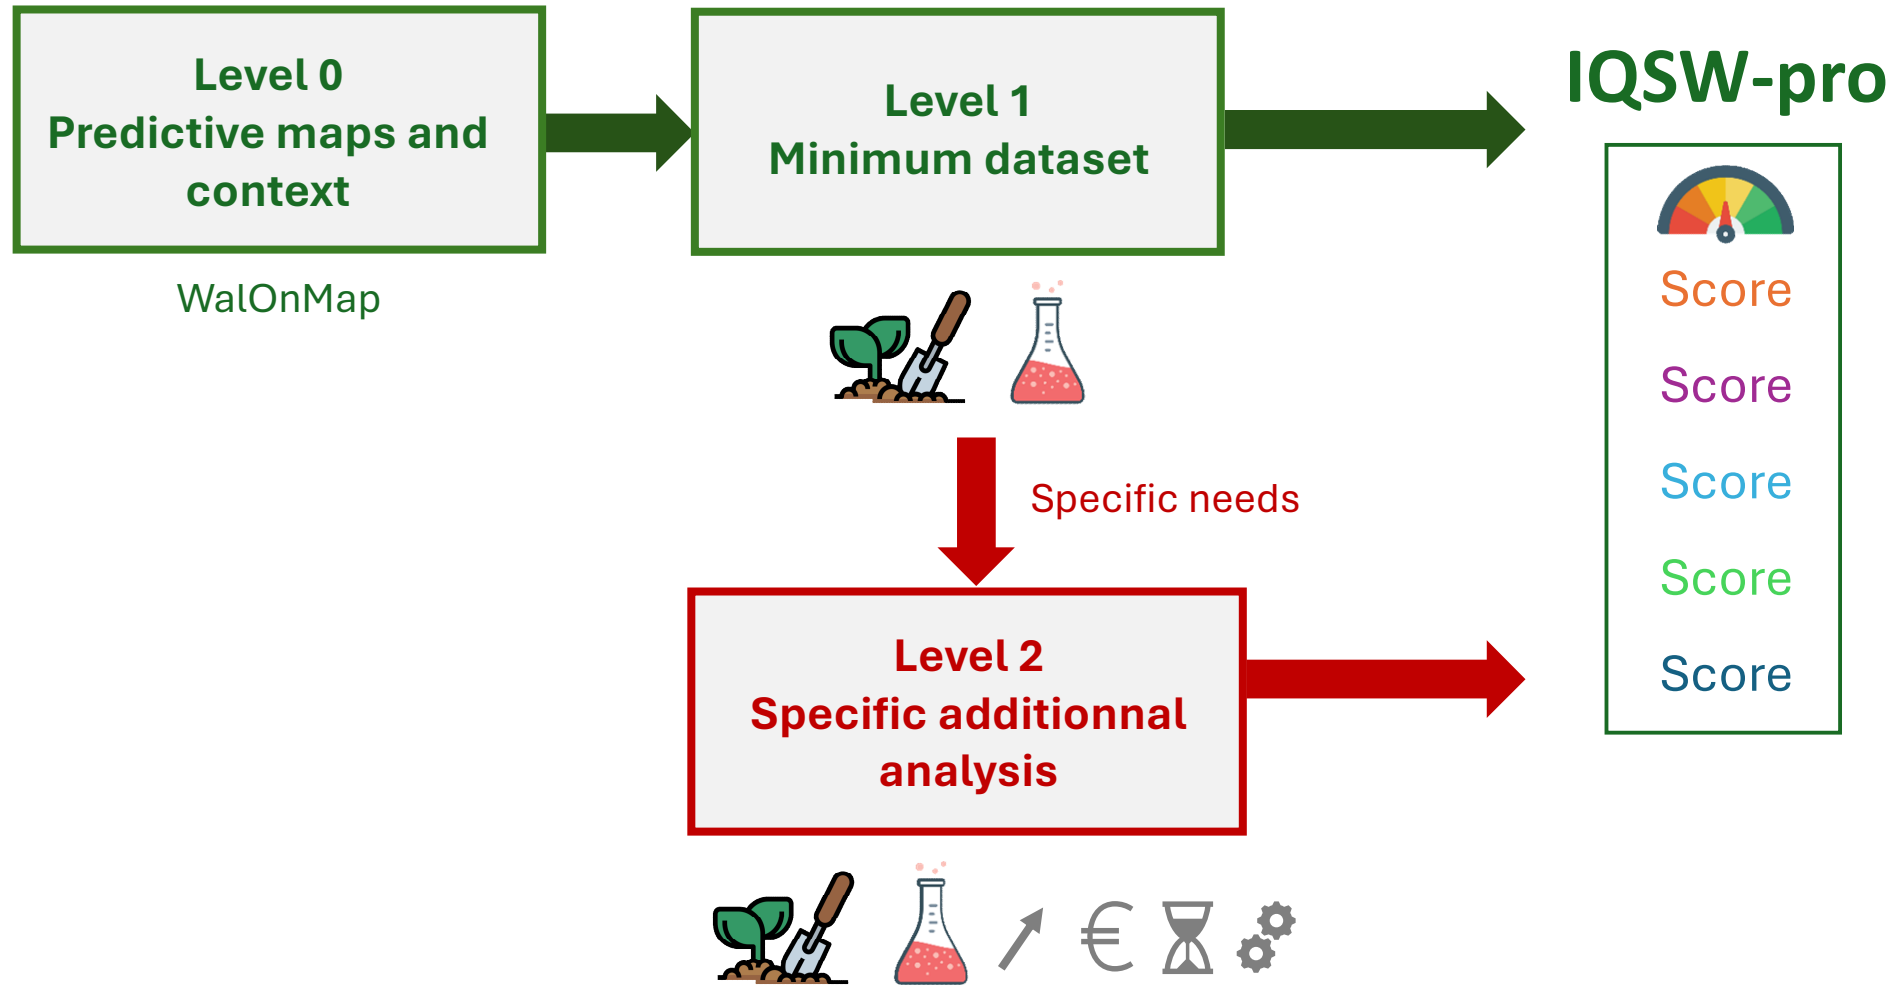 Level 0
Predictive maps and
context
WalOnMap
Level 1
Minimum dataset
Specific needs
Level 2
Specific additionnal
analysis
€
IQSW-pro
Score
Score
Score
Score
Score